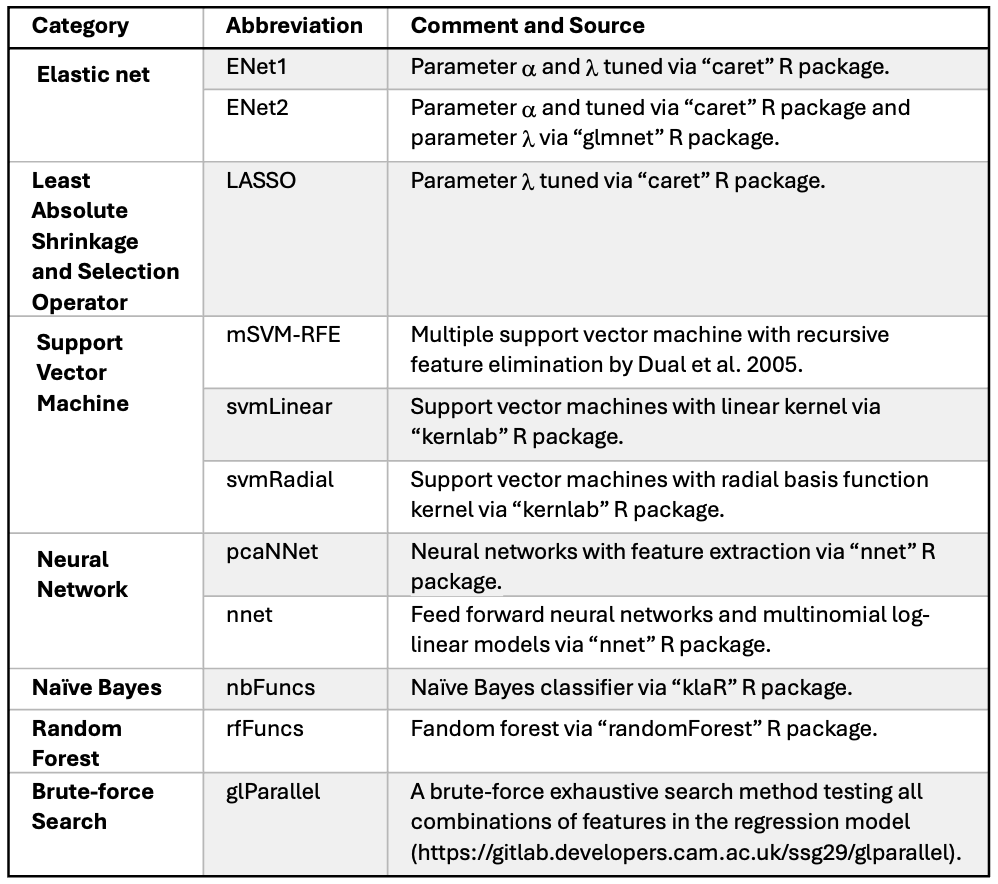 Category Abbreviation Comment and Source
Elastic net ENet1 Parameter α and λ tuned via “caret” R package.
ENet2 Parameter α and tuned via “caret” R package and
parameter λ via “glmnet” R package.
Least LASSO Parameter λ tuned via “caret” R package.
Absolute
Shrinkage
and Selection
Operator
Support mSVM-RFE Multiple support vector machine with recursive
Vector feature elimination by Dual et al. 2005.
Machine svmLinear Support vector machines with linear kernel via
“kernlab” R package.
svmRadial Support vector machines with radial basis function
kernel via “kernlab” R package.
Neural pcaNNet Neural networks with feature extraction via “nnet” R
Network package.
nnet Feed forward neural networks and multinomial log-
linear models via “nnet” R package.
Naïve Bayes nbFuncs Naïve Bayes classifier via “klaR” R package.
Random rfFuncs Fandom forest via “randomForest” R package.
Forest
Brute-force glParallel A brute-force exhaustive search method testing all
Search combinations of features in the regression model
(https://gitlab.developers.cam.ac.uk/ssg29/glparallel).